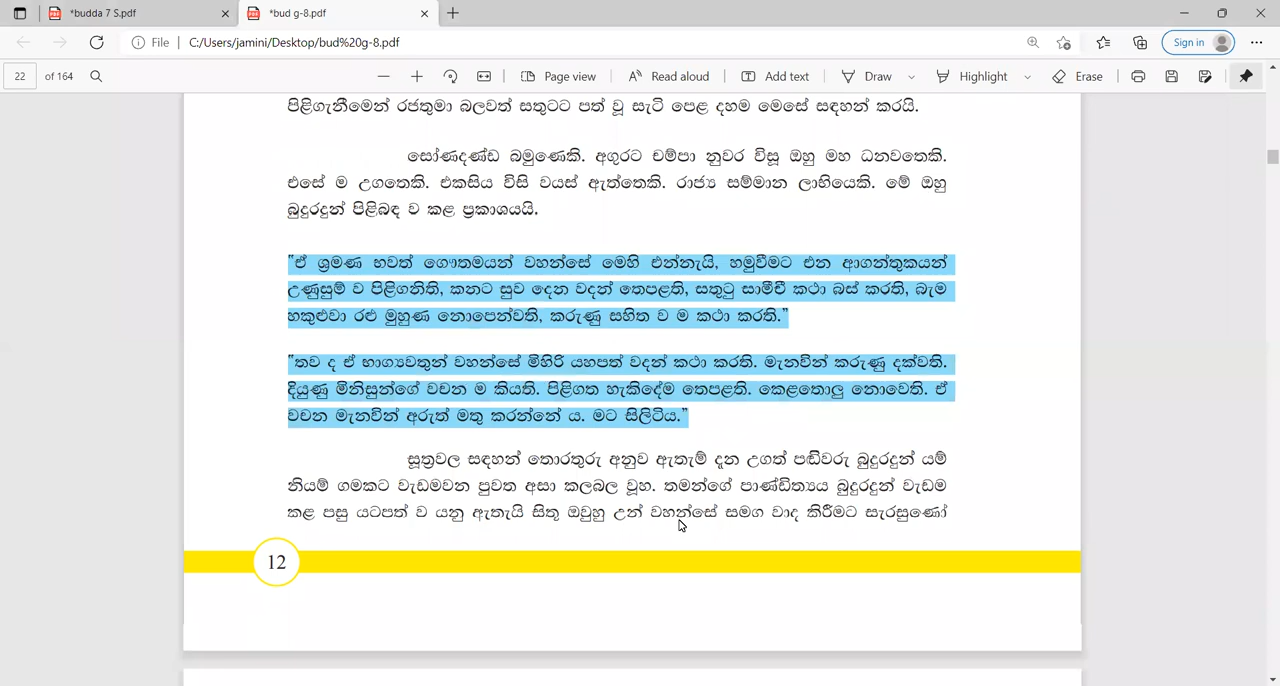 *budda 7 S.pdf
*bud g-8.pdf
File C:/Users/jamini/Desktop/bud%20g-8.pdf
Sign in
22 of 164
Page view
Read aloud
Add text
Draw
Highlight
Erase
පිළිගැනීමෙන් රජතුමා බලවත් සතුටට පත් වූ සැටි පෙළ දහම මෙසේ සඳහන් කරයි.
සෝණදණ්ඩ බමුණෙකි. අගුරට චම්පා නුවර විසූ ඔහු මහ ධනවතෙකි.
එසේ ම උගතෙකි. එකසිය විසි වයස් ඇත්තෙකි. රාජ්‍ය සම්මාන ලාභියෙකි. මේ ඔහු
බුදුරදුන් පිළිබඳ ව කළ ප්‍රකාශයයි.
"ඒ ශ්‍රමණ භවත් ගෞතමයන් වහන්සේ මෙහි එන්නැයි, හමුවීමට එන ආගන්තුකයන්
උණුසුම් ව පිළිගනිති, කනට සුව දෙන වදන් තෙපළති, සතුටු සාමීචි කථා බස් කරති, බැම
හකුළුවා රළු මුහුණ නොපෙන්වති, කරුණු සහිත ව ම කථා කරති."
"තව ද ඒ භාග්‍යවතුන් වහන්සේ මිහිරි යහපත් වදන් කථා කරති. මැනවින් කරුණු දක්වති.
දියුණු මිනිසුන්ගේ වචන ම කියති. පිළිගත හැකිදේම තෙපළති. කෙළතොලු නොවෙති. ඒ
වචන මැනවින් අරුත් මතු කරන්නේ ය. මට සිලිටිය."
සූත්‍රවල සඳහන් තොරතුරු අනුව ඇතැම් දැන උගත් පඬිවරු බුදුරදුන් යම්
නියම් ගමකට වැඩමවන පුවත අසා කලබල වූහ. තමන්ගේ පාණ්ඩිත්‍යය බුදුරදුන් වැඩම
කළ පසු යටපත් ව යනු ඇතැයි සිතූ ඔවුහු උන් වහන්සේ සමග වාද කිරීමට සැරසුණෝ
12